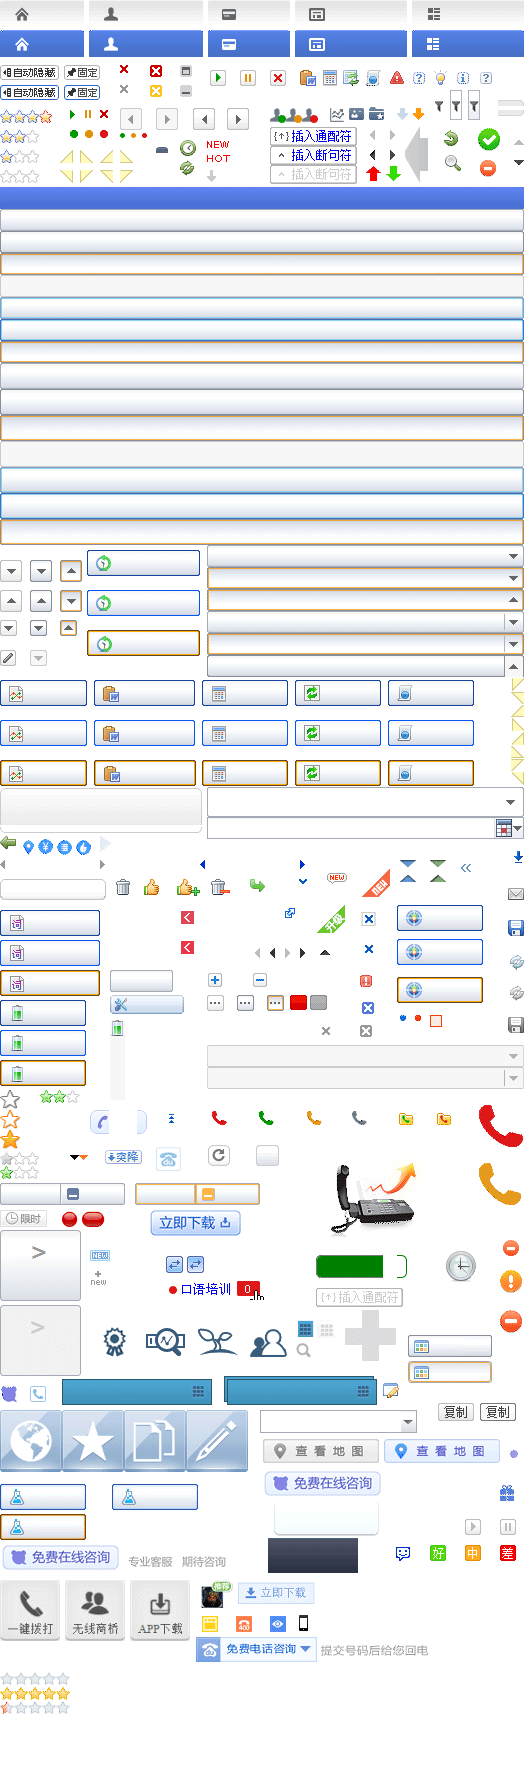 自动隐藏 固定
自动隐藏 固定
NEW
HOT
插入通配符
插入断句符
插入断句符
NEW
NEW
升级
词
词
词
突降
限时
立即下载
NEW
new
口语培训 0
插入通配符
复制 复制
查看地图 查看地图
免费在线咨询
免费在线咨询 专业客服 期待咨询
好 中 差
推荐
立即下载
一键拨打 无线商桥 APP下载
400
免费电话咨询 提交号码后给您回电